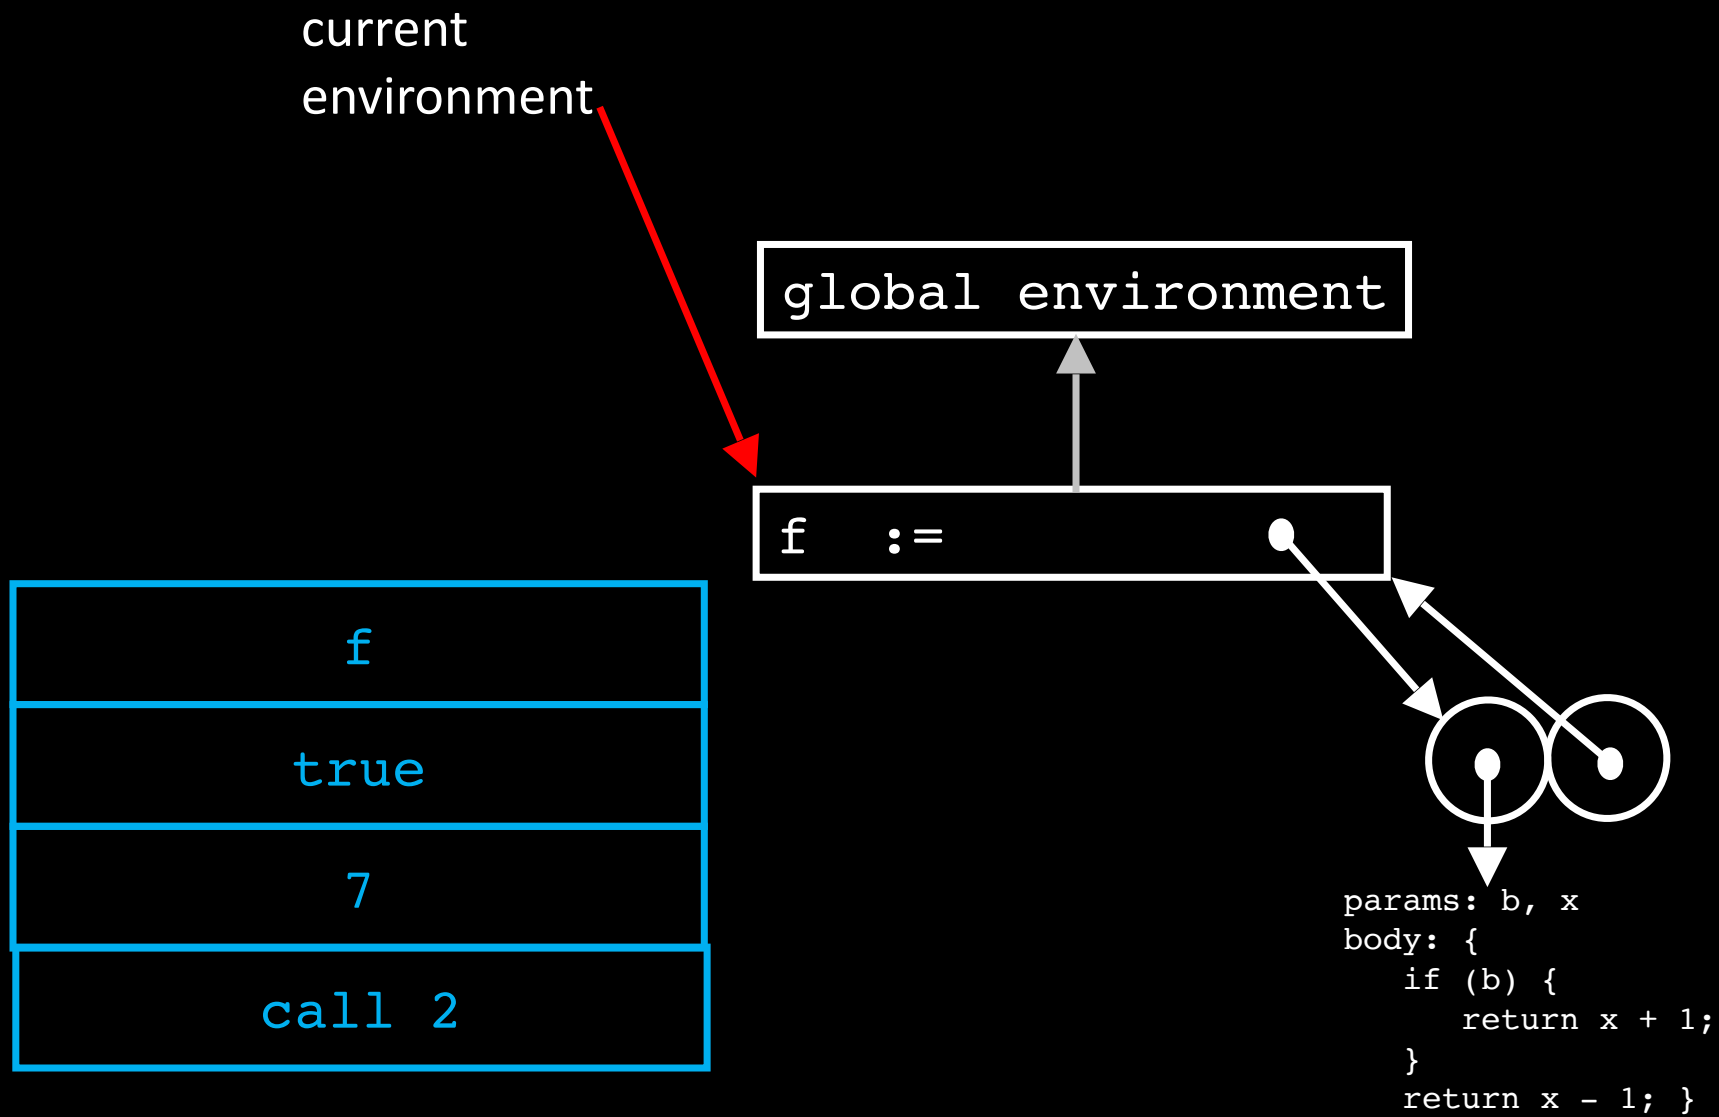 current
environment
global environment
f :=
f
true
7
call 2
params: b, x
body: {
if (b) {
return x + 1;
}
return x – 1; }